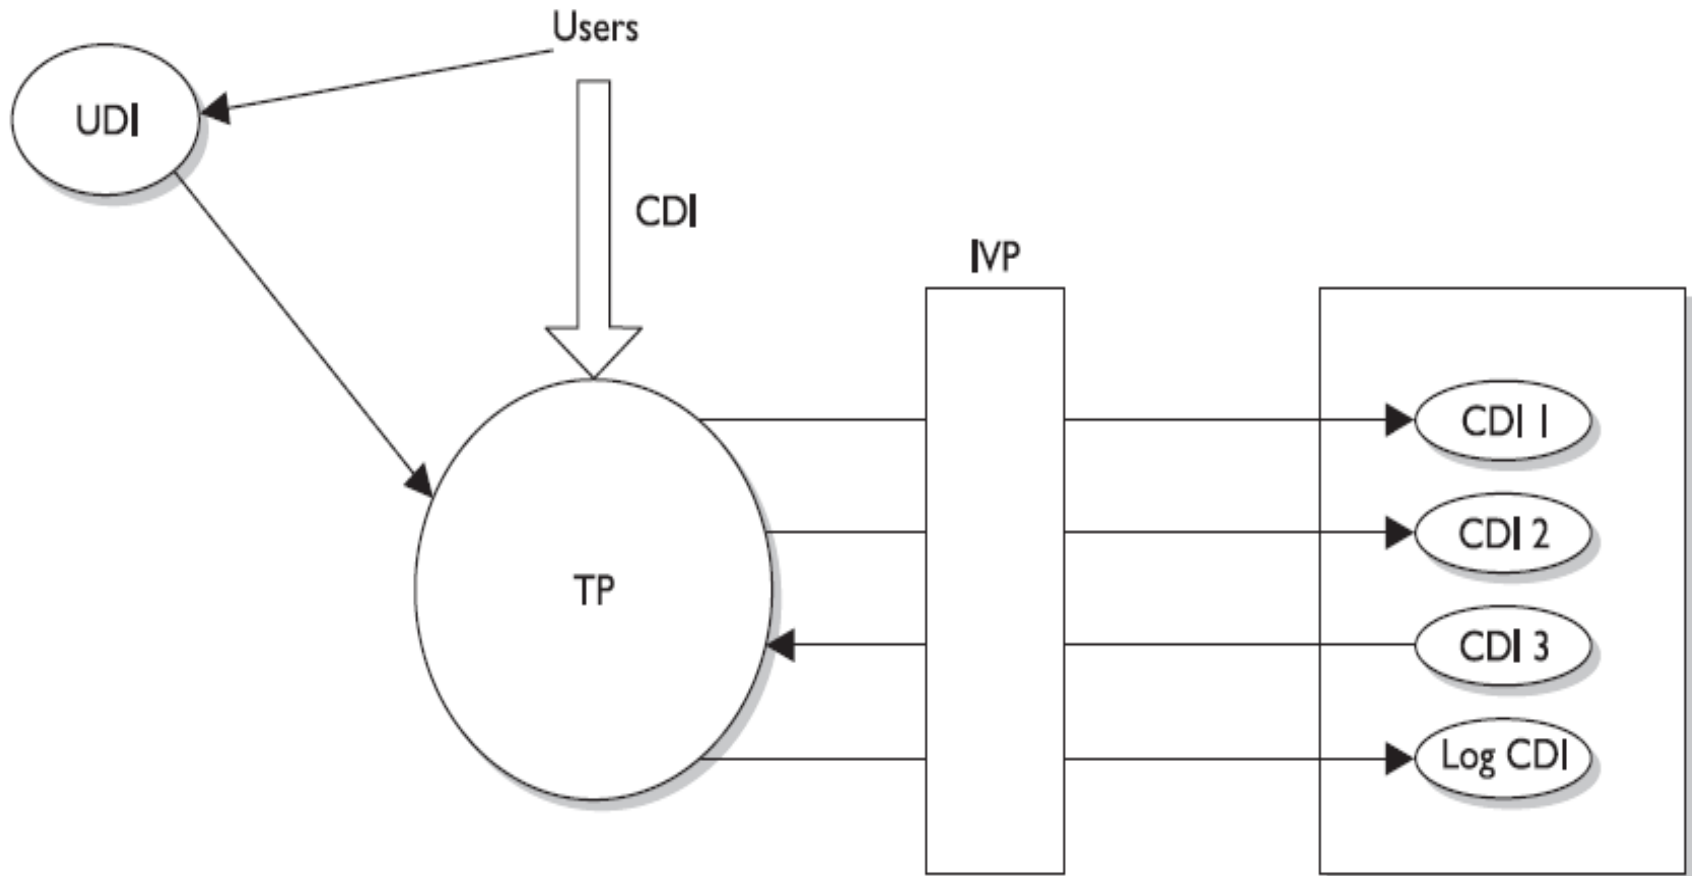 Users
UDI
CDI
IVP
CDI 1
CDI 2
TP
CDI 3
Log CDI